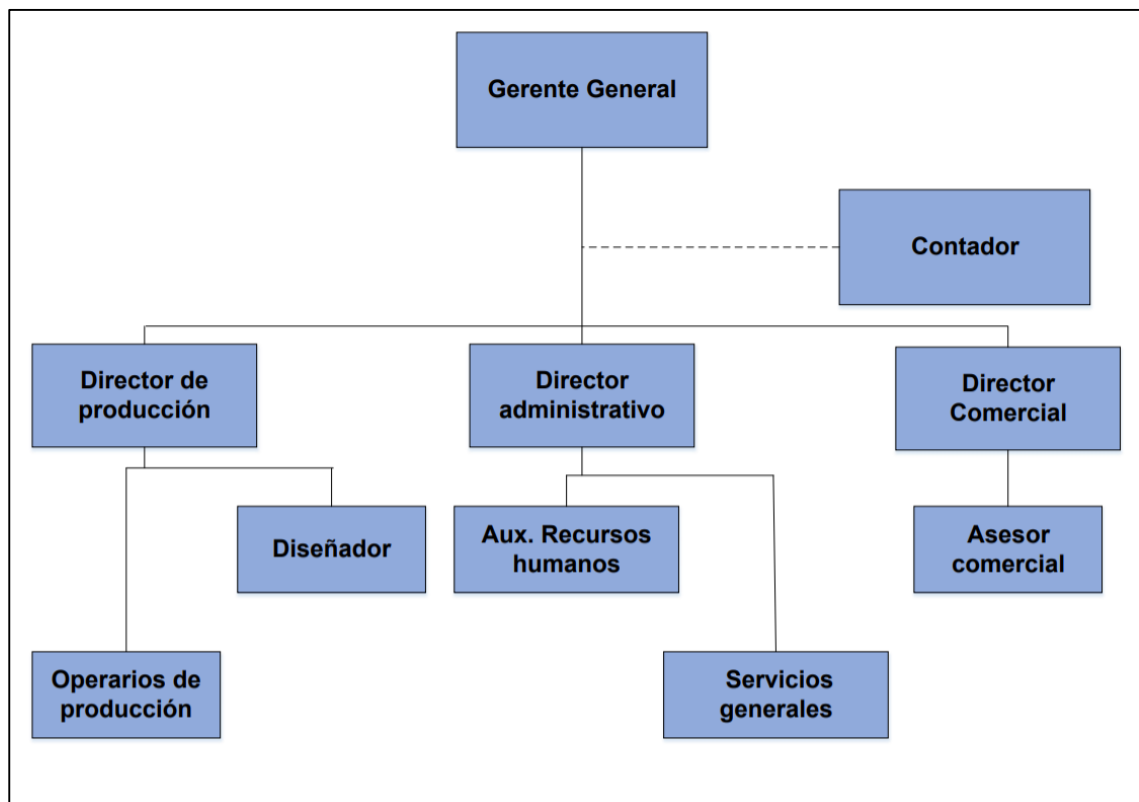 Gerente General
Contador
Director de
producción
Director
administrativo
Director
Comercial
Diseñador
Aux. Recursos
humanos
Asesor
comercial
Operarios de
producción
Servicios
generales